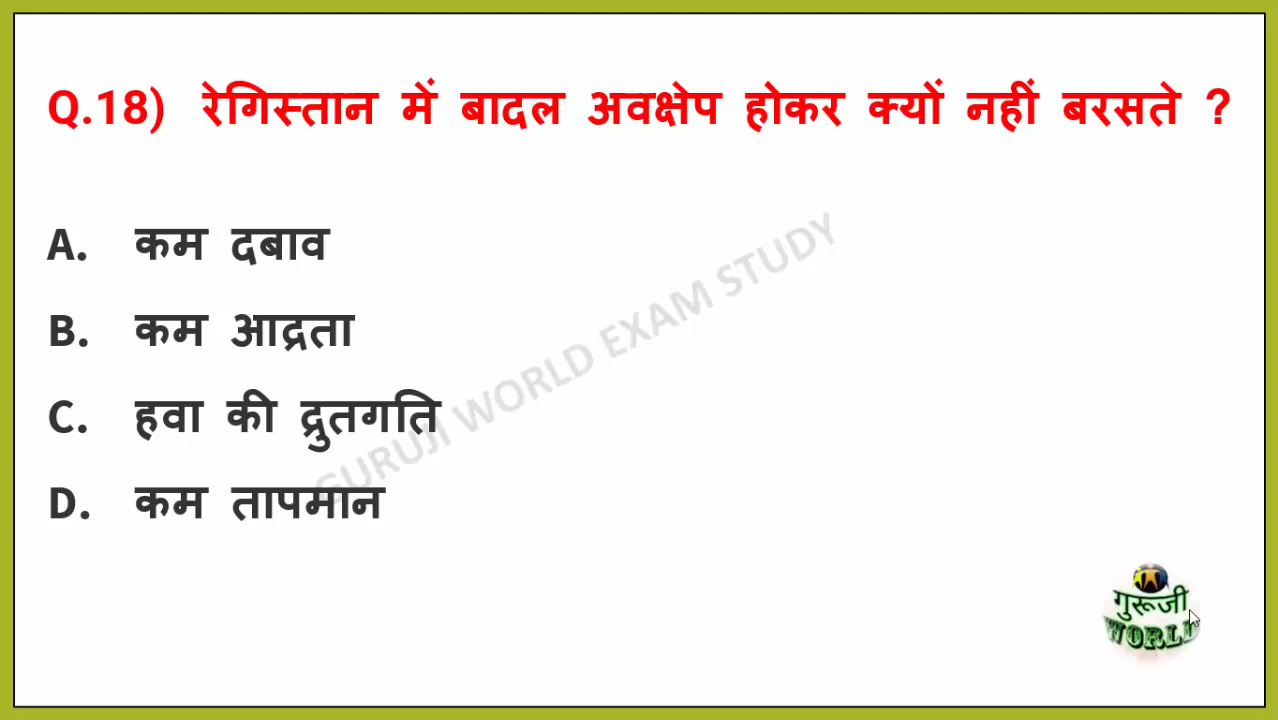 Q.18) रेगिस्तान में बादल अवक्षेप होकर क्यों नहीं बरसते ?
A. कम दबाव
B. कम आद्रता
C. हवा की द्रुतगति
D. कम तापमान
GURUJI WORLD EXAM STUDY
गुरूजी
WORLD